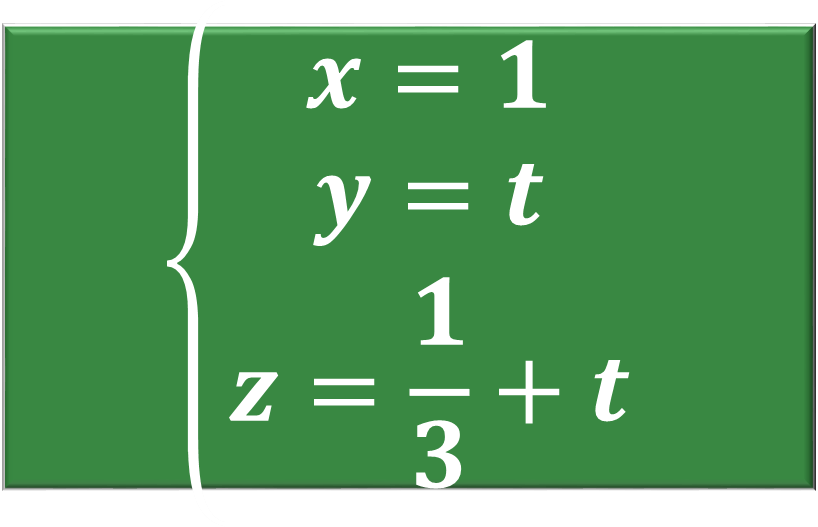 x = 1
y = t
z = 1/3 + t